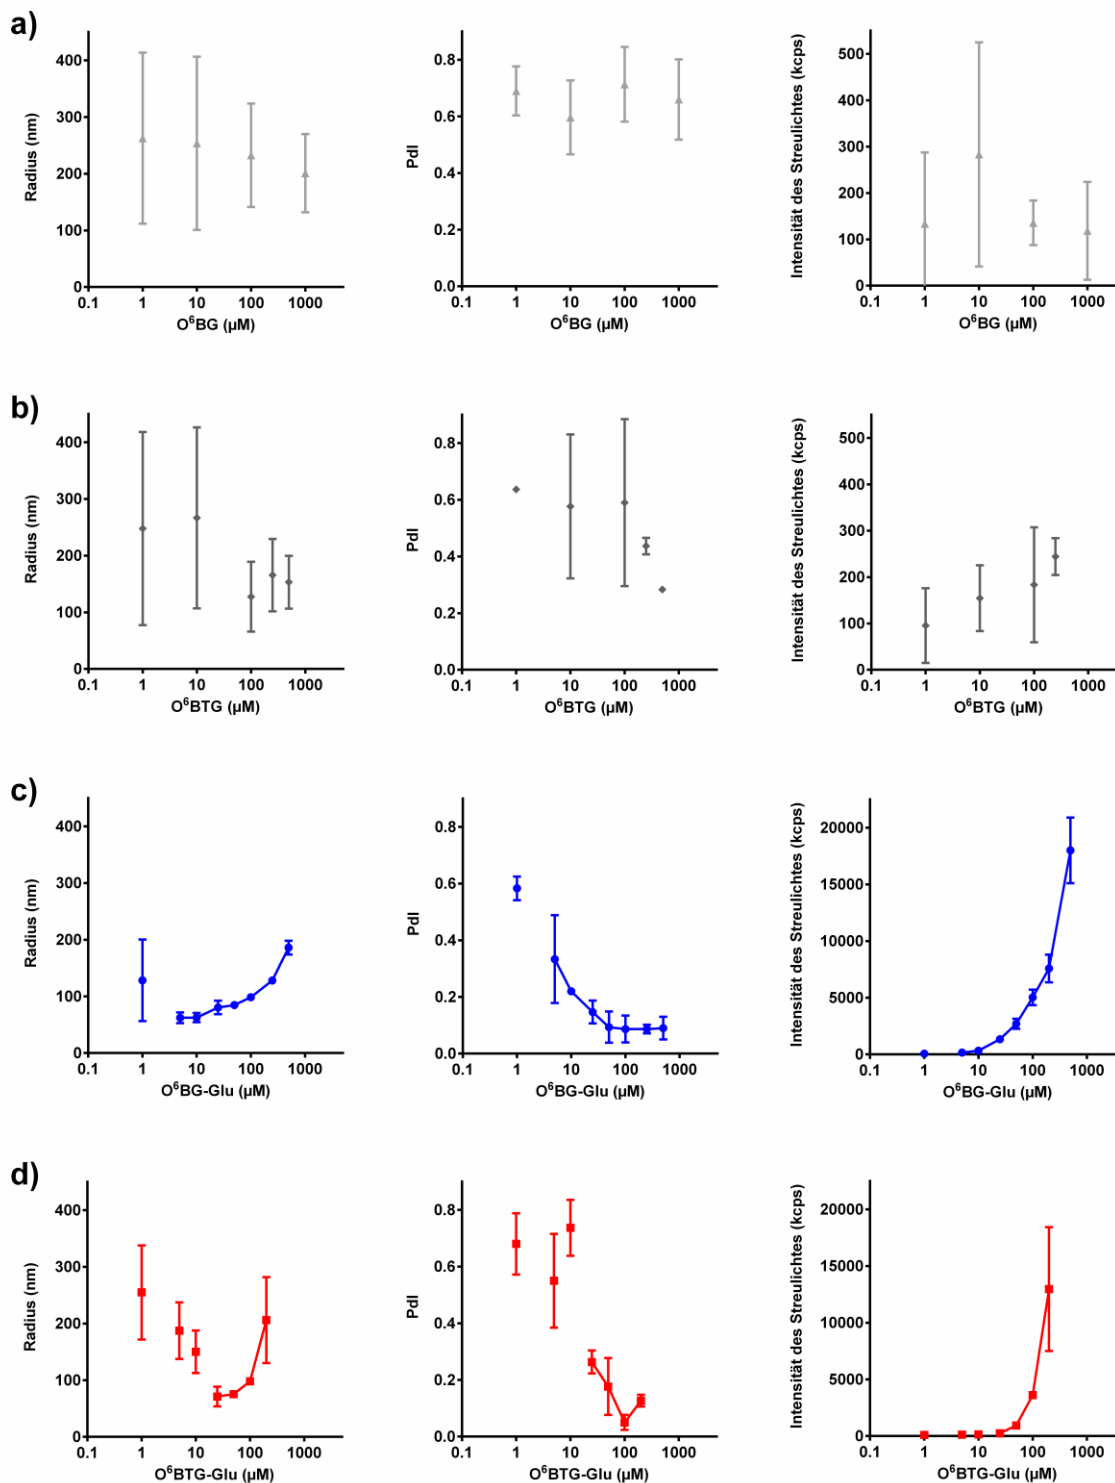 a)
Radius (nm)
400
300
200
100
0
0.1 1 10 100 1000
O⁶BG (µM)
PdI
0.8
0.6
0.4
0.2
0.0
0.1 1 10 100 1000
O⁶BG (µM)
Intensität des Streulichtes (kcps)
500
400
300
200
100
0
0.1 1 10 100 1000
O⁶BG (µM)
b)
Radius (nm)
400
300
200
100
0
0.1 1 10 100 1000
O⁶BTG (µM)
PdI
0.8
0.6
0.4
0.2
0.0
0.1 1 10 100 1000
O⁶BTG (µM)
Intensität des Streulichtes (kcps)
500
400
300
200
100
0
0.1 1 10 100 1000
O⁶BTG (µM)
c)
Radius (nm)
400
300
200
100
0
0.1 1 10 100 1000
O⁶BG-Glu (µM)
PdI
0.8
0.6
0.4
0.2
0.0
0.1 1 10 100 1000
O⁶BG-Glu (µM)
Intensität des Streulichtes (kcps)
20000
15000
10000
5000
0
0.1 1 10 100 1000
O⁶BG-Glu (µM)
d)
Radius (nm)
400
300
200
100
0
0.1 1 10 100 1000
O⁶BTG-Glu (µM)
PdI
0.8
0.6
0.4
0.2
0.0
0.1 1 10 100 1000
O⁶BTG-Glu (µM)
Intensität des Streulichtes (kcps)
20000
15000
10000
5000
0
0.1 1 10 100 1000
O⁶BTG-Glu (µM)